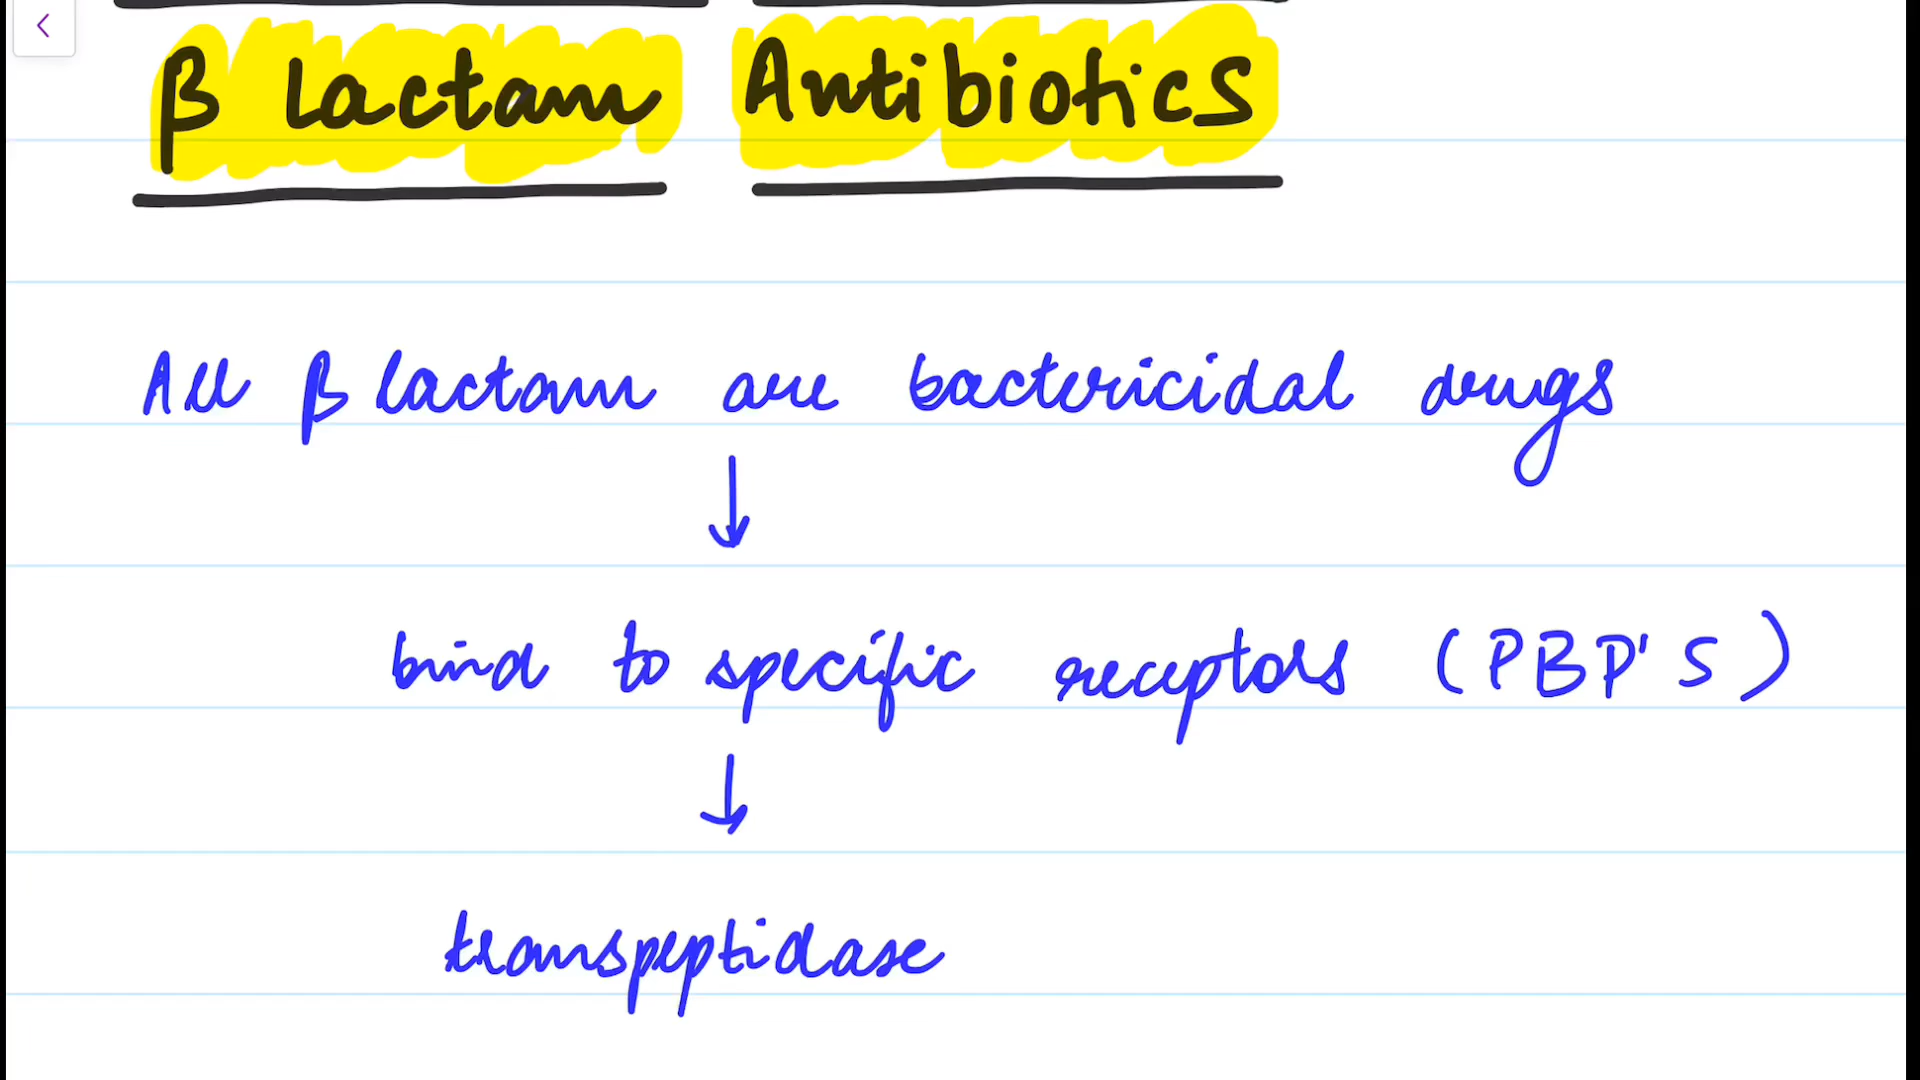 β Lactam Antibiotics
All β lactam are bactericidal drugs
↓
bind to specific receptors (PBP'S)
↓
transpeptidase